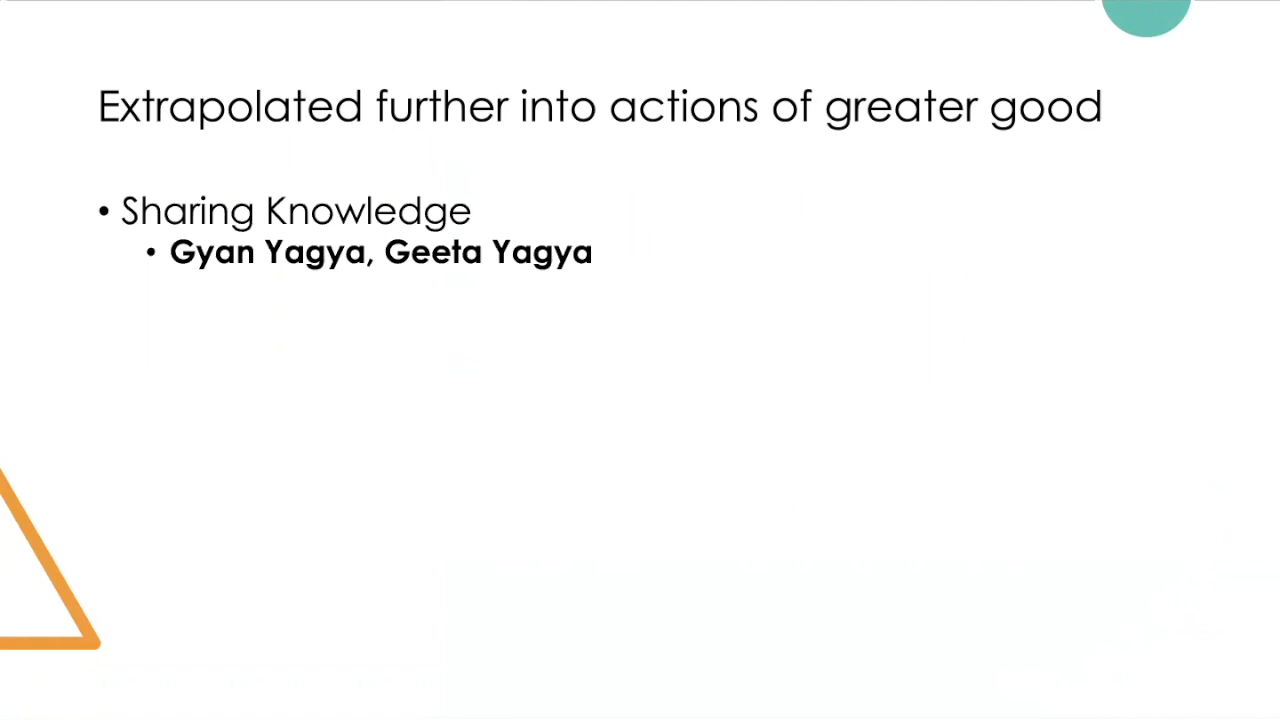 Extrapolated further into actions of greater good
• Sharing Knowledge
• Gyan Yagya, Geeta Yagya